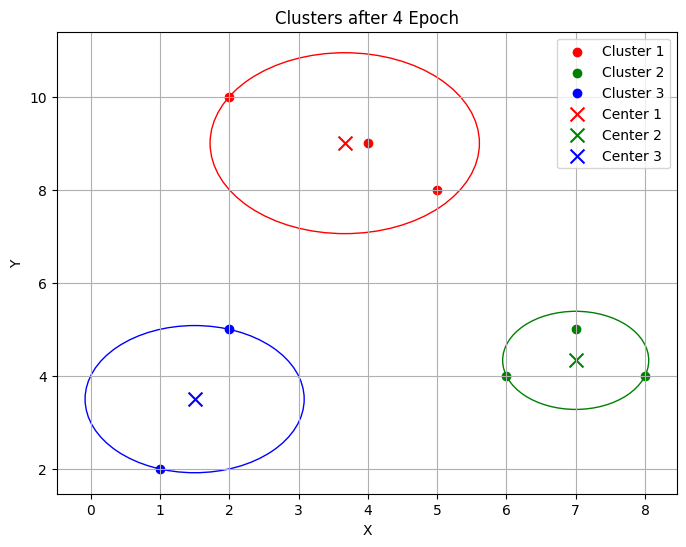 Clusters after 4 Epoch
Cluster 1
Cluster 2
Cluster 3
Center 1
Center 2
Center 3
10
8
6
4
2
Y
0 1 2 3 4 5 6 7 8
X